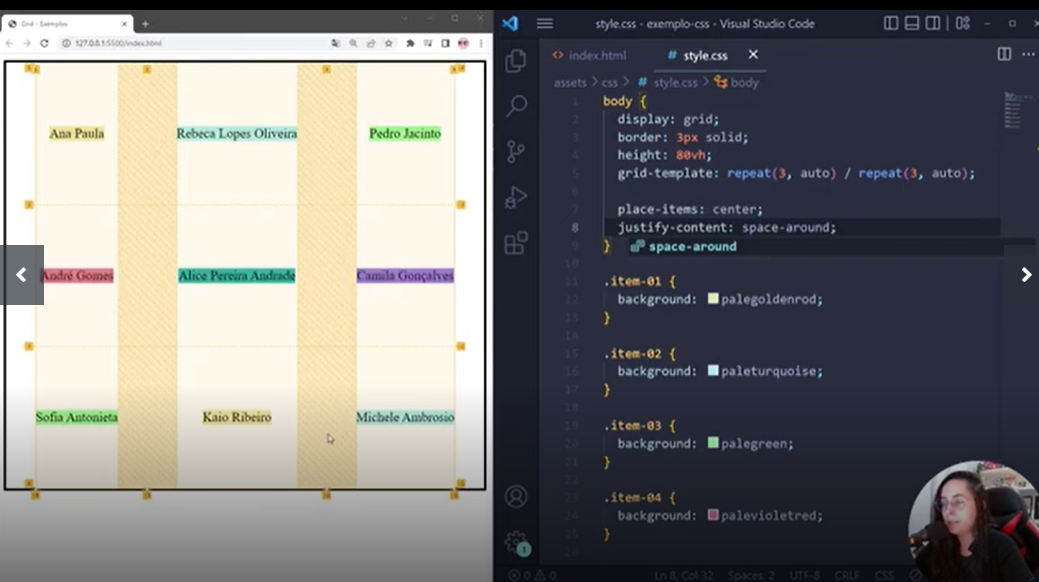 Grid - Exemplos
127.0.0.1:5500/index.html
Ana Paula
Rebeca Lopes Oliveira
Pedro Jacinto
André Gomes
Alice Pereira Andrade
Camila Gonçalves
Sofia Antonieta
Kaio Ribeiro
Michele Ambrosio
style.css - exemplo-css - Visual Studio Code
<> index.html
# style.css
assets > css > # style.css > body
1 body {
2 display: grid;
3 border: 3px solid;
4 height: 80vh;
5 grid-template: repeat(3, auto) / repeat(3, auto);
6
7 place-items: center;
8 justify-content: space-around;
9 }
space-around
10
11 .item-01 {
12 background: palegoldenrod;
13 }
14
15 .item-02 {
16 background: paleturquoise;
17 }
18
19 .item-03 {
20 background: palegreen;
21 }
22
23 .item-04 {
24 background: palevioletred;
25 }
26
1
0 0
Ln 8, Col 32
Spaces: 2
UTF-8
CRLF
CSS